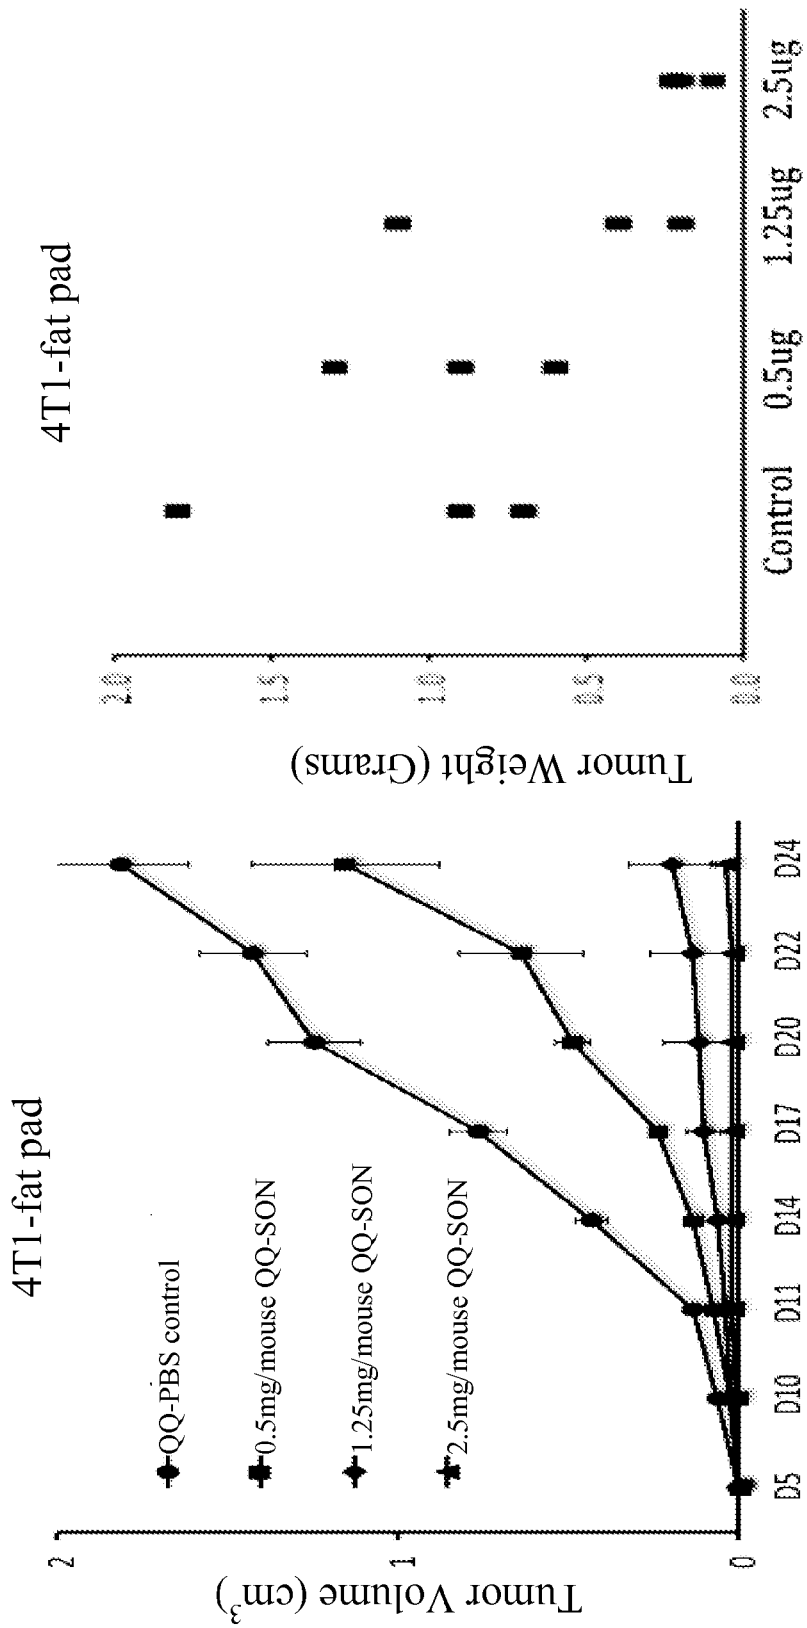 4T1-fat pad
Tumor Volume (cm³)
2
1
0
QQ-PBS control
0.5mg/mouse QQ-SON
1.25mg/mouse QQ-SON
2.5mg/mouse QQ-SON
D5
D10
D11
D14
D17
D20
D22
D24
4T1-fat pad
Tumor Weight (Grams)
2.0
1.5
1.0
0.5
0.0
Control
0.5ug
1.25ug
2.5ug